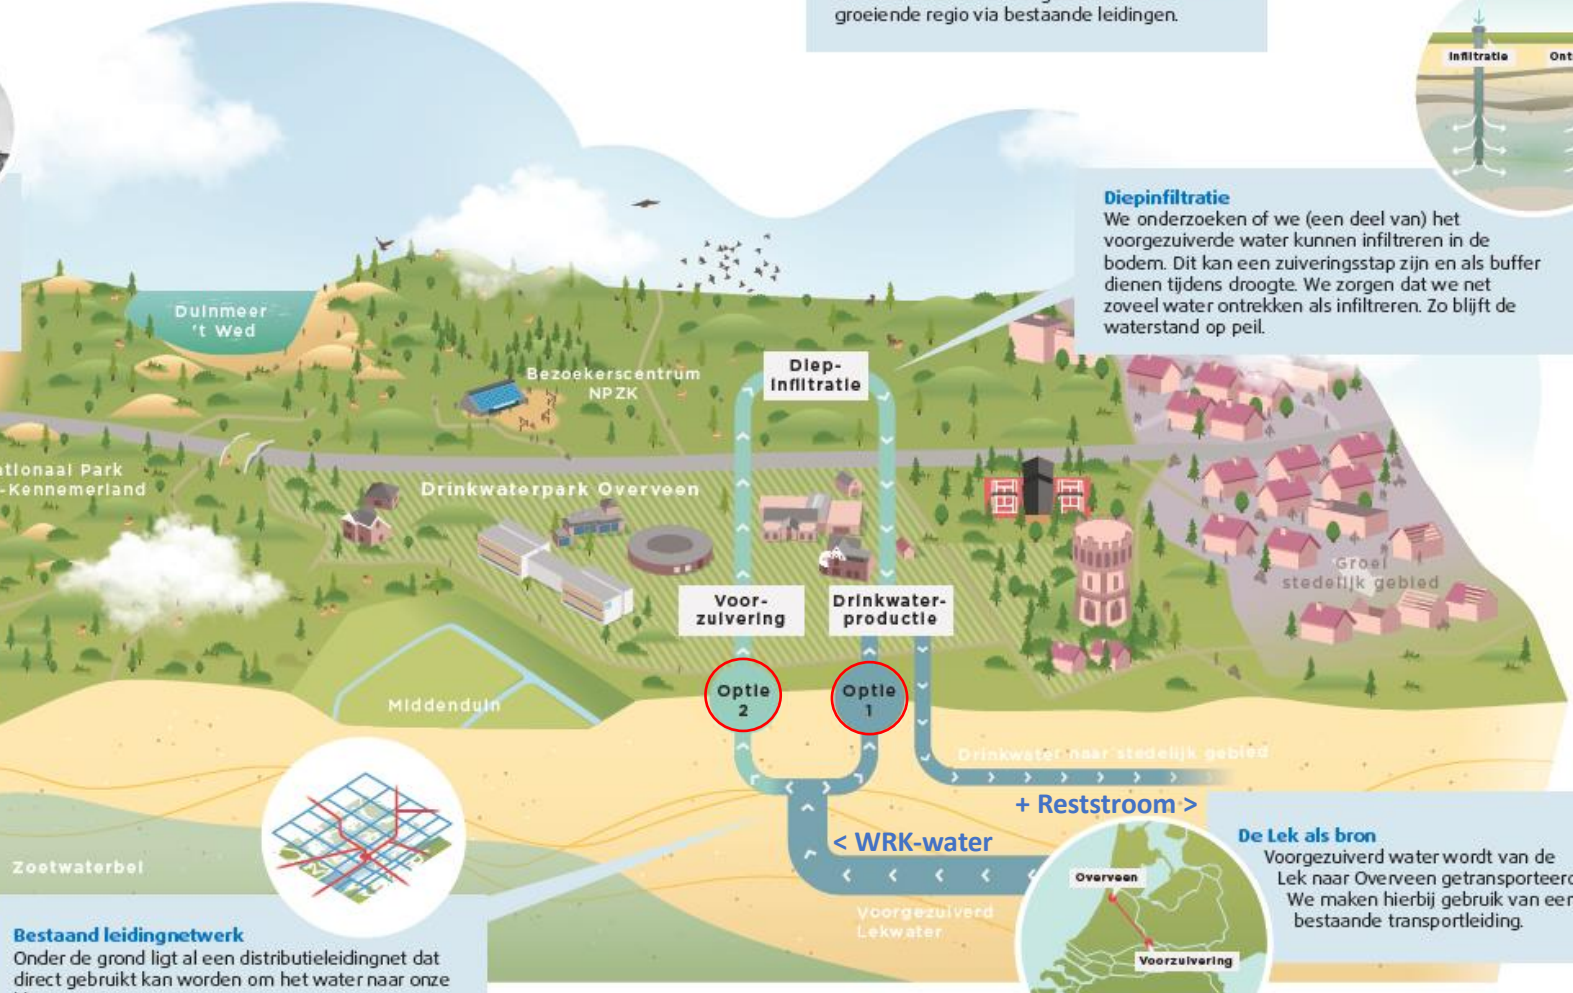 groeiende regio via bestaande leidingen.
Infiltratie
Diepinfiltratie
We onderzoeken of we (een deel van) het
voorgezuiverde water kunnen infiltreren in de
bodem. Dit kan een zuiveringsstap zijn en als buffer
dienen tijdens droogte. We zorgen dat we net
zoveel water ontrekken als infiltreren. Zo blijft de
waterstand op peil.
Duinmeer
't Wed
Bezoekerscentrum
NPZK
Diep-
infiltratie
Park
-Kennemerland
Drinkwaterpark Overveen
Voor-
zuivering
Drinkwater-
productie
Groei
stedelijk gebied
Middenduin
Optie
2
Optie
1
Drinkwater naar stedelijk gebied
+ Reststroom >
< WRK-water
Zoetwaterbel
Voorgezuiverd
Lekwater
Overveen
Voorzuivering
De Lek als bron
Voorgezuiverd water wordt van de
Lek naar Overveen getransporteerd
We maken hierbij gebruik van een
bestaande transportleiding.
Bestaand leidingnetwerk
Onder de grond ligt al een distributieleidingnet dat
direct gebruikt kan worden om het water naar onze